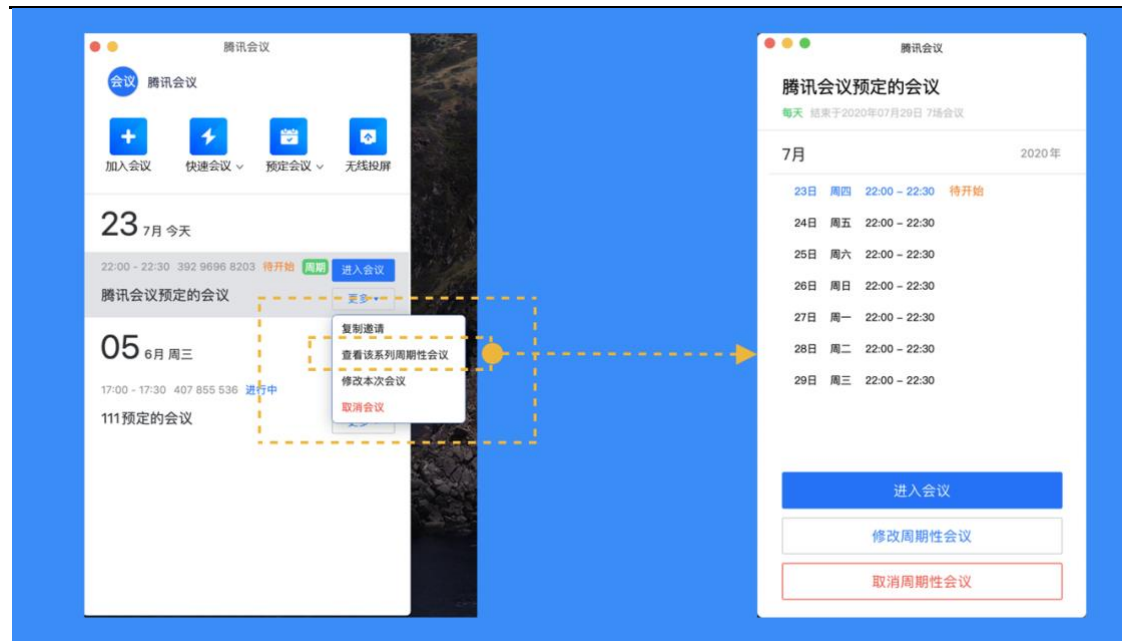 腾讯会议
会议 腾讯会议
加入会议 快速会议 预定会议 无线投屏
23 7月 今天
22:00 - 22:30 392 9696 8203 待开始 周期 进入会议
腾讯会议预定的会议 更多
复制邀请
查看该系列周期性会议
修改本次会议
取消会议
05 6月 周三
17:00 - 17:30 407 855 536 进行中
111预定的会议 更多
腾讯会议
腾讯会议预定的会议
每天 结束于2020年07月29日 7场会议
7月 2020年
23日 周四 22:00 – 22:30 待开始
24日 周五 22:00 – 22:30
25日 周六 22:00 – 22:30
26日 周日 22:00 – 22:30
27日 周一 22:00 – 22:30
28日 周二 22:00 – 22:30
29日 周三 22:00 – 22:30
进入会议
修改周期性会议
取消周期性会议